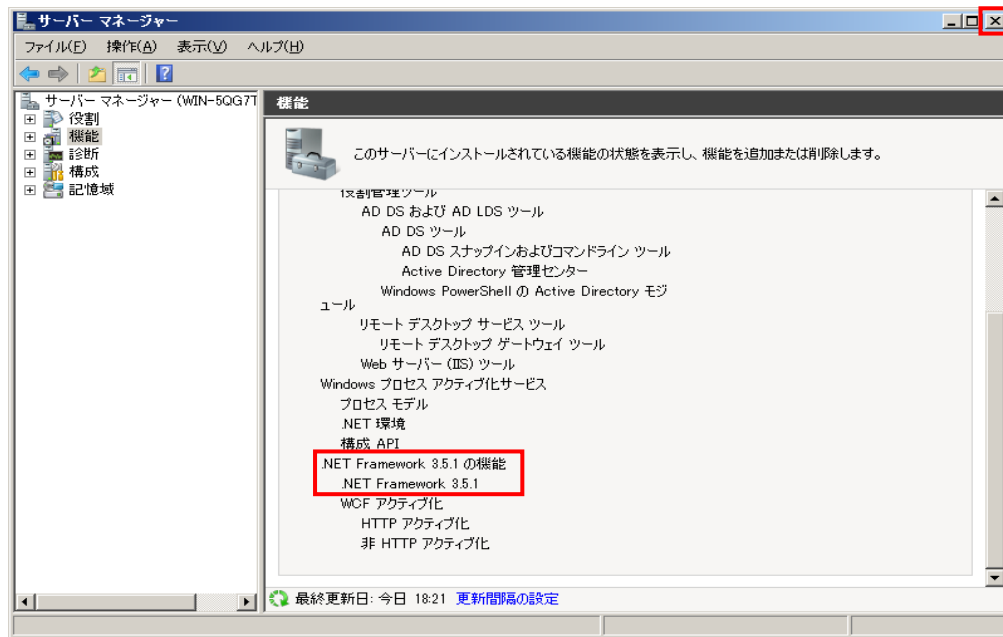 サーバー マネージャー
ファイル(F) 操作(A) 表示(V) ヘルプ(H)
サーバー マネージャー (WIN-5QG7T
役割
機能
診断
構成
記憶域
機能
このサーバーにインストールされている機能の状態を表示し、機能を追加または削除します。
役割管理ツール
AD DS および AD LDS ツール
AD DS ツール
AD DS スナップインおよびコマンドライン ツール
Active Directory 管理センター
Windows PowerShell の Active Directory モジ
ュール
リモート デスクトップ サービス ツール
リモート デスクトップ ゲートウェイ ツール
Web サーバー (IIS) ツール
Windows プロセス アクティブ化サービス
プロセス モデル
.NET 環境
構成 API
.NET Framework 3.5.1 の機能
.NET Framework 3.5.1
WCF アクティブ化
HTTP アクティブ化
非 HTTP アクティブ化
最終更新日: 今日 18:21 更新間隔の設定